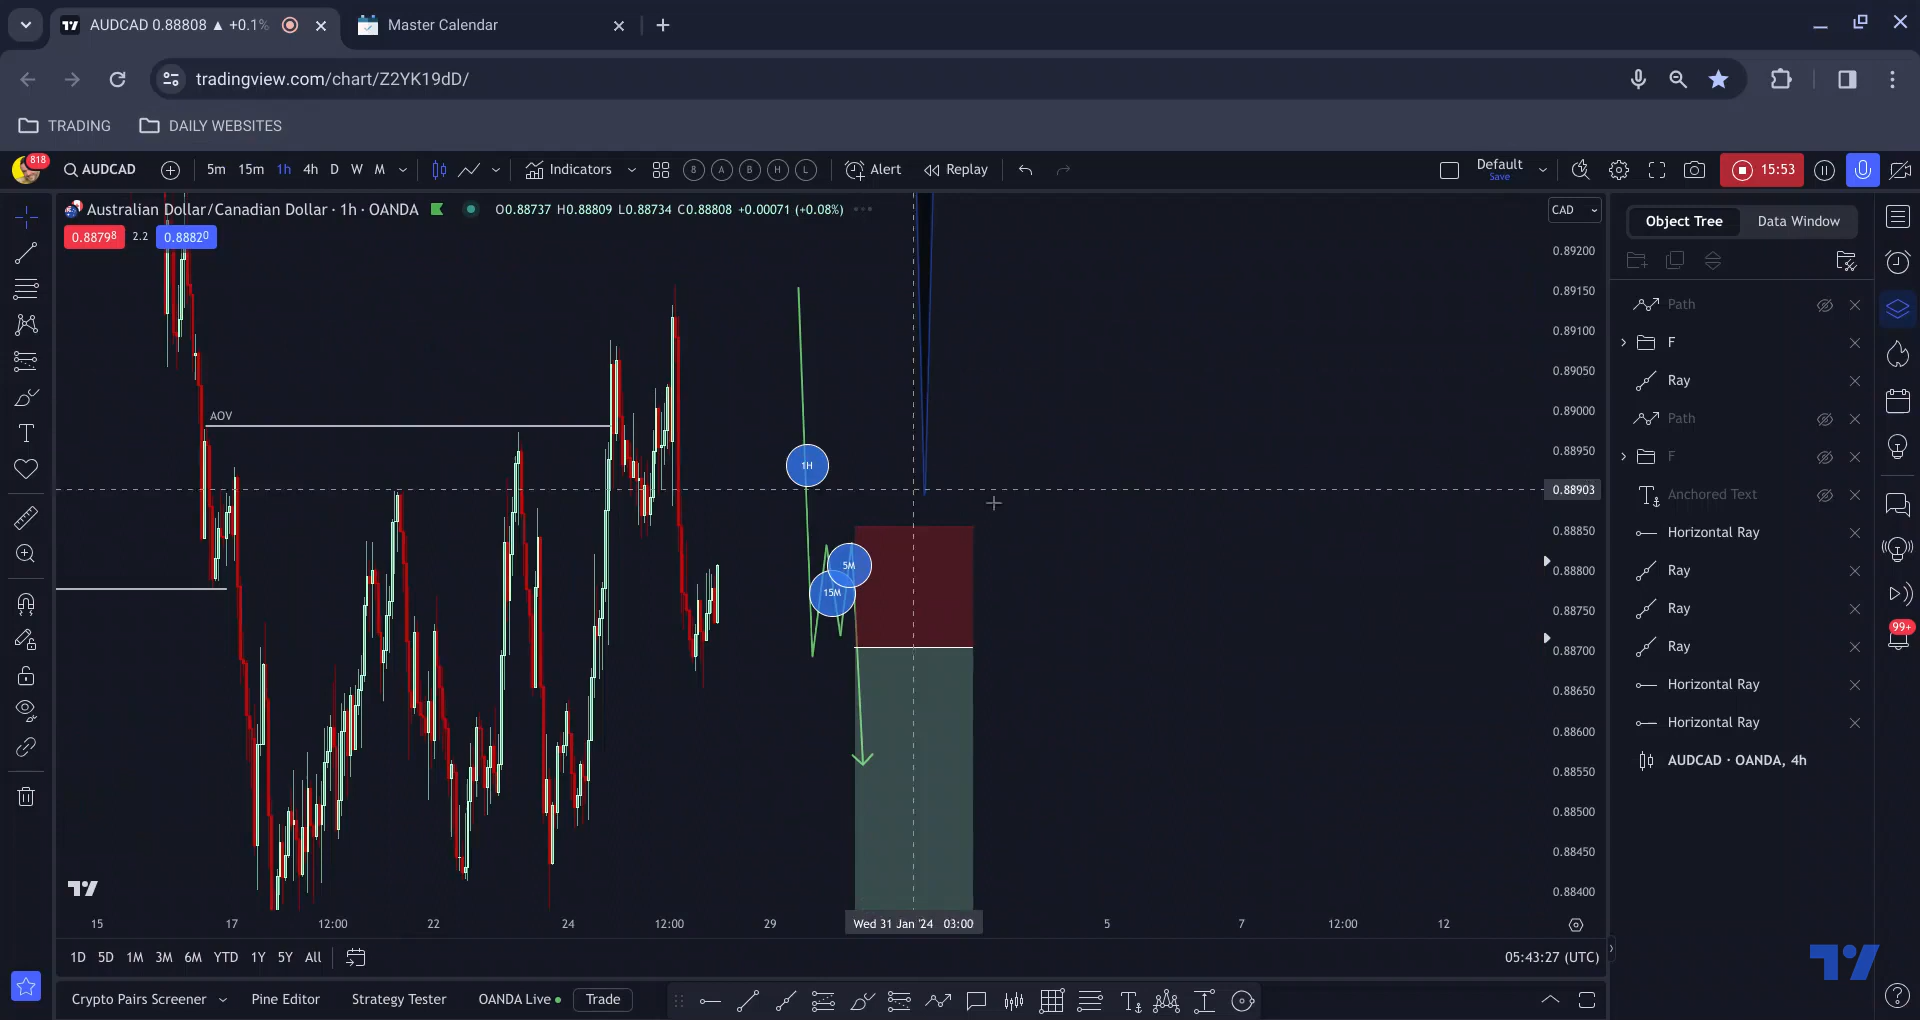 AUDCAD 0.88808 ▲ +0.1%
Master Calendar
tradingview.com/chart/Z2YK19dD/
TRADING
DAILY WEBSITES
818
AUDCAD
5m 15m 1h 4h D W M
Indicators
8 A B H L
Alert
Replay
Default
Save
15:53
Australian Dollar/Canadian Dollar · 1h · OANDA
O0.88737 H0.88809 L0.88734 C0.88808 +0.00071 (+0.08%)
0.88798
2.2
0.88820
CAD
0.89200
0.89150
0.89100
0.89050
0.89000
0.88950
0.88903
0.88850
0.88800
0.88750
0.88700
0.88650
0.88600
0.88550
0.88500
0.88450
0.88400
AOV
1H
5M
15M
15 17 12:00 22 24 12:00 29 Wed 31 Jan '24 03:00 5 7 12:00 12
1D 5D 1M 3M 6M YTD 1Y 5Y All
05:43:27 (UTC)
Crypto Pairs Screener
Pine Editor
Strategy Tester
OANDA Live
Trade
Object Tree
Data Window
Path
F
Ray
Path
F
Anchored Text
Horizontal Ray
Ray
Ray
Ray
Horizontal Ray
Horizontal Ray
AUDCAD · OANDA, 4h
99+